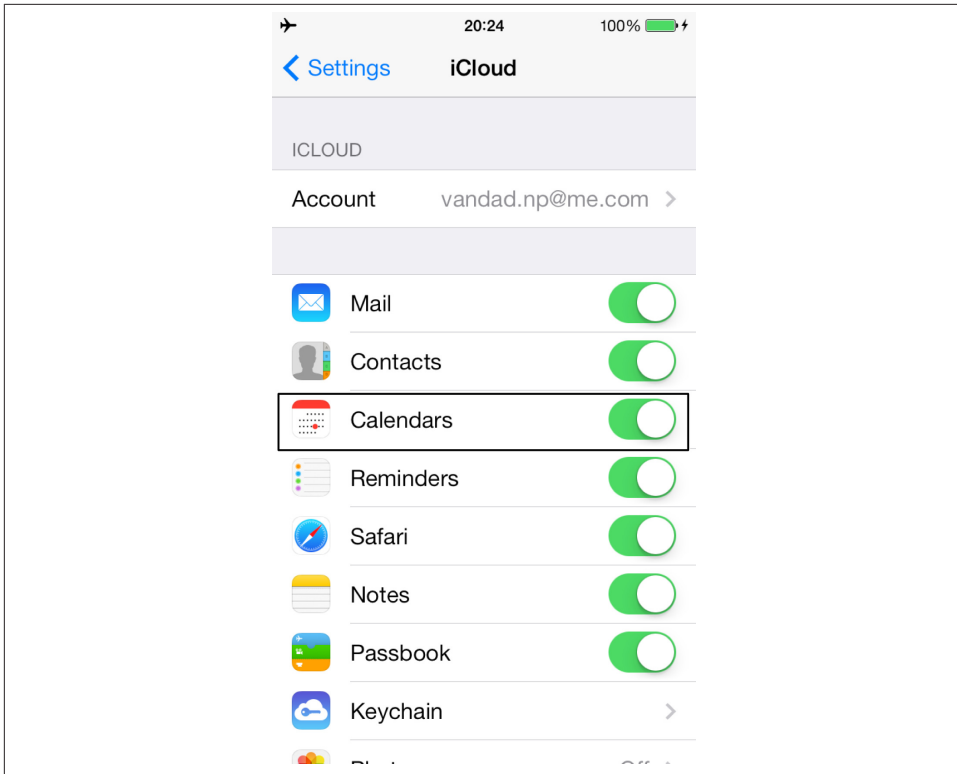 20:24 100%
Settings iCloud
ICLOUD
Account vandad.np@me.com
Mail
Contacts
Calendars
Reminders
Safari
Notes
Passbook
Keychain